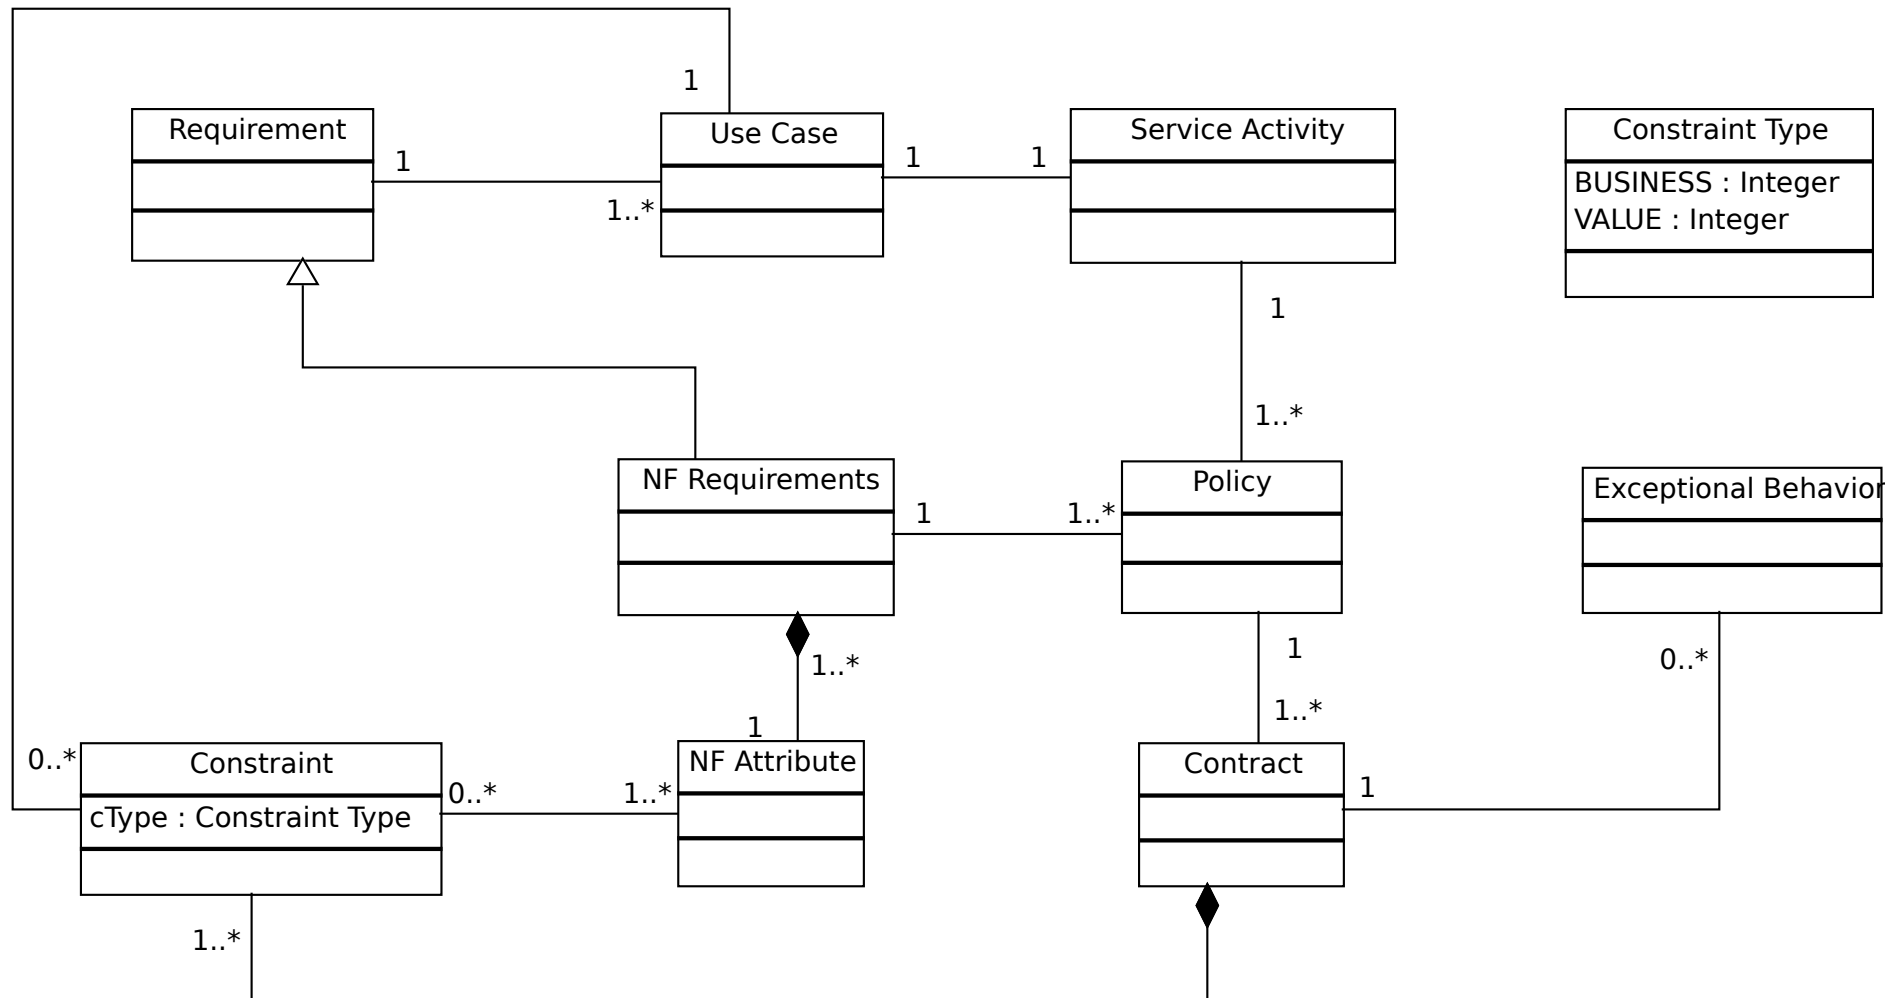 1
Requirement
Use Case
Service Activity
Constraint Type
1
1..*
1
1
BUSINESS : Integer
VALUE : Integer
1
1..*
NF Requirements
Policy
Exceptional Behavior
1
1..*
1..*
1
1..*
0..*
1
0..*
Constraint
cType : Constraint Type
0..*
1..*
NF Attribute
Contract
1
1..*